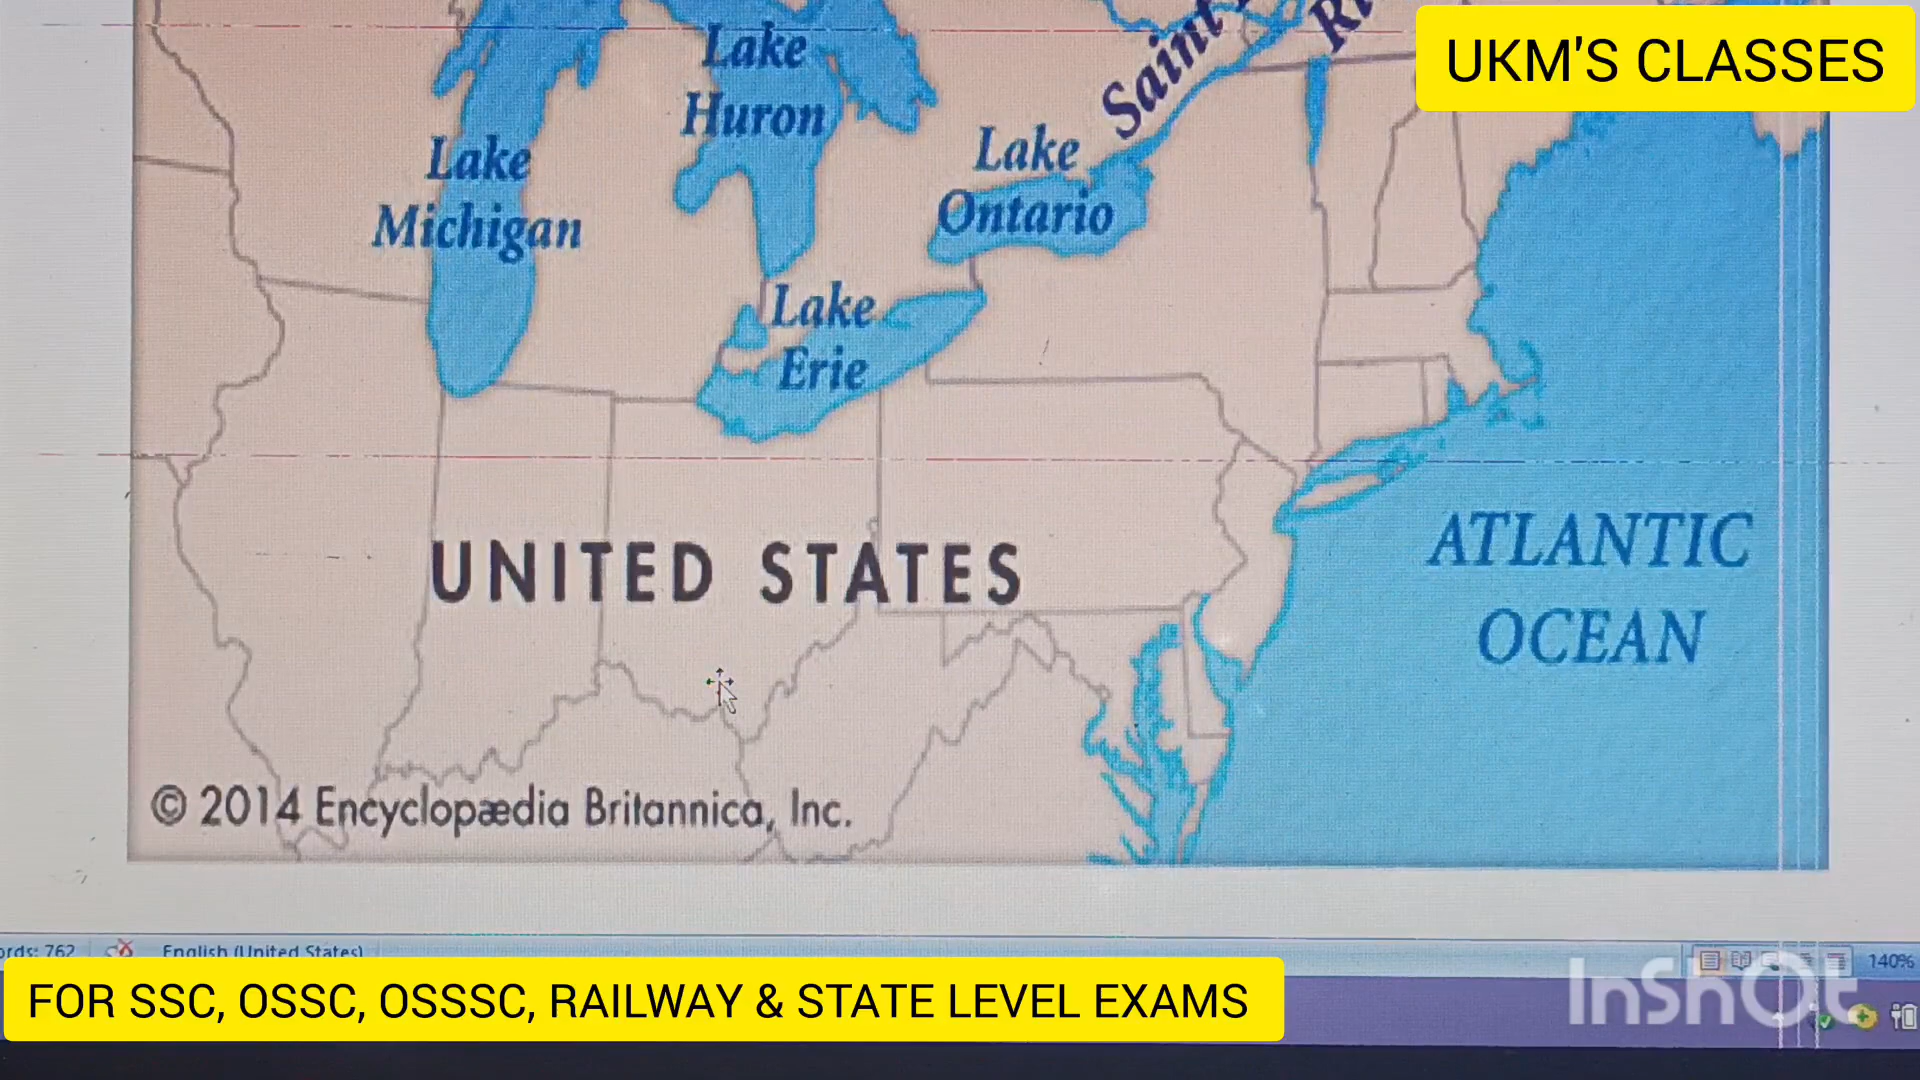 UKM'S CLASSES
Saint
Lake
Huron
Lake
Michigan
Lake
Ontario
Lake
Erie
UNITED STATES
ATLANTIC
OCEAN
© 2014 Encyclopædia Britannica, Inc.
762
English (United States)
140%
FOR SSC, OSSC, OSSSC, RAILWAY & STATE LEVEL EXAMS
InShOt